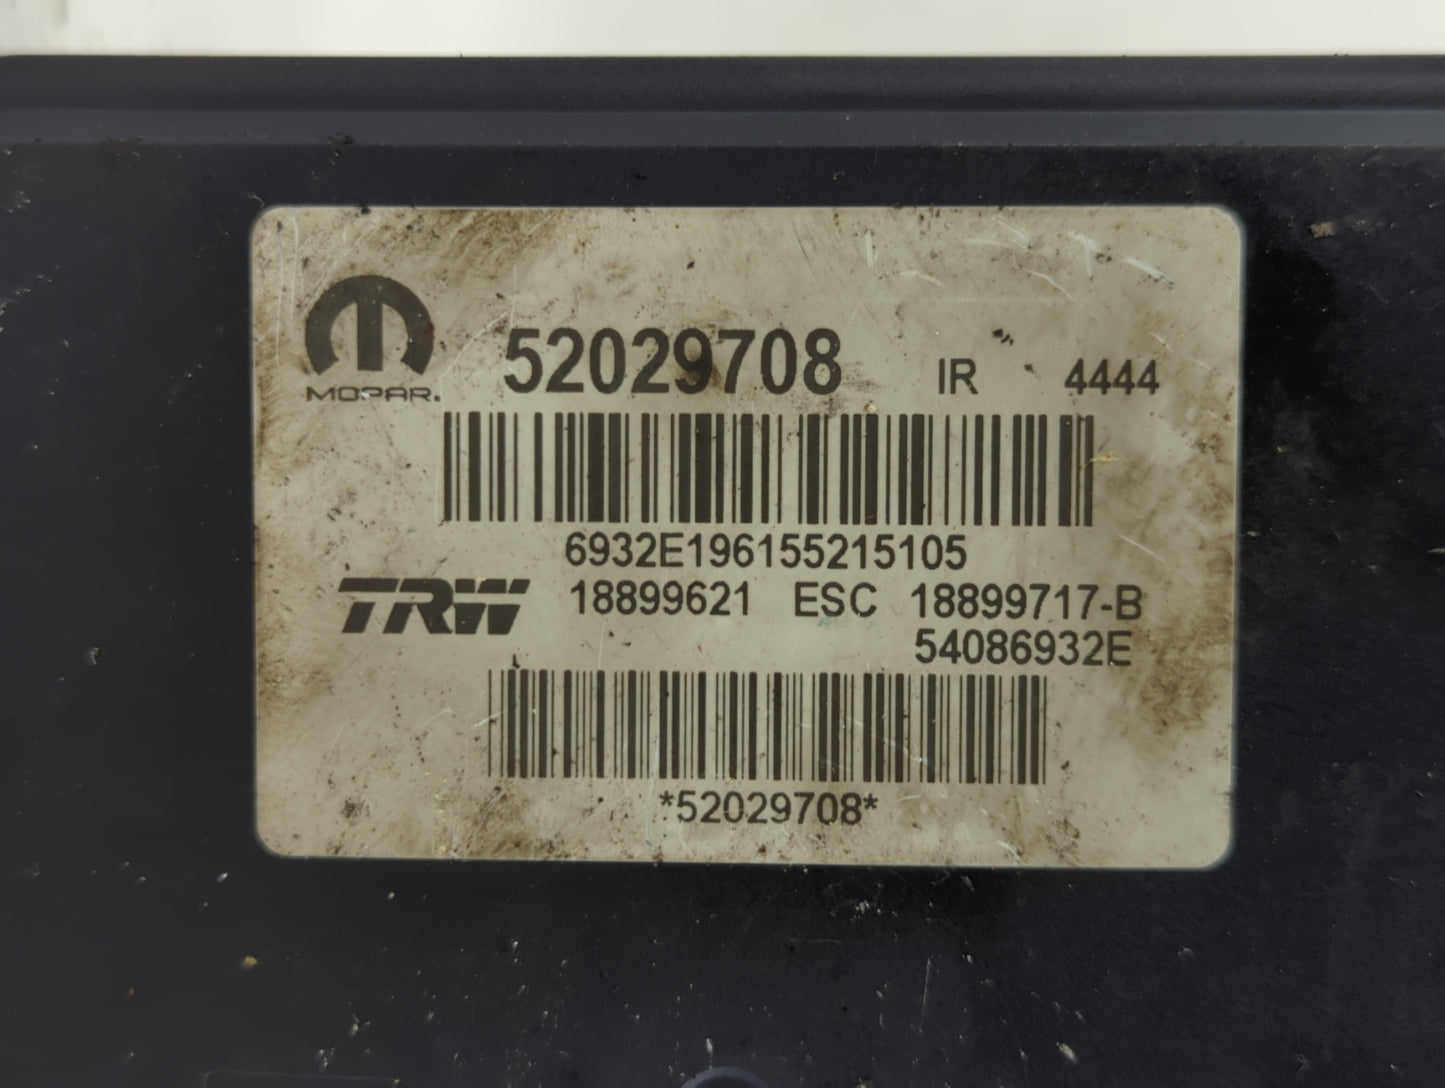 MOPAR.
52029708 IR 4444
6932E196155215105
TRW 18899621 ESC 18899717-B
54086932E
*52029708*